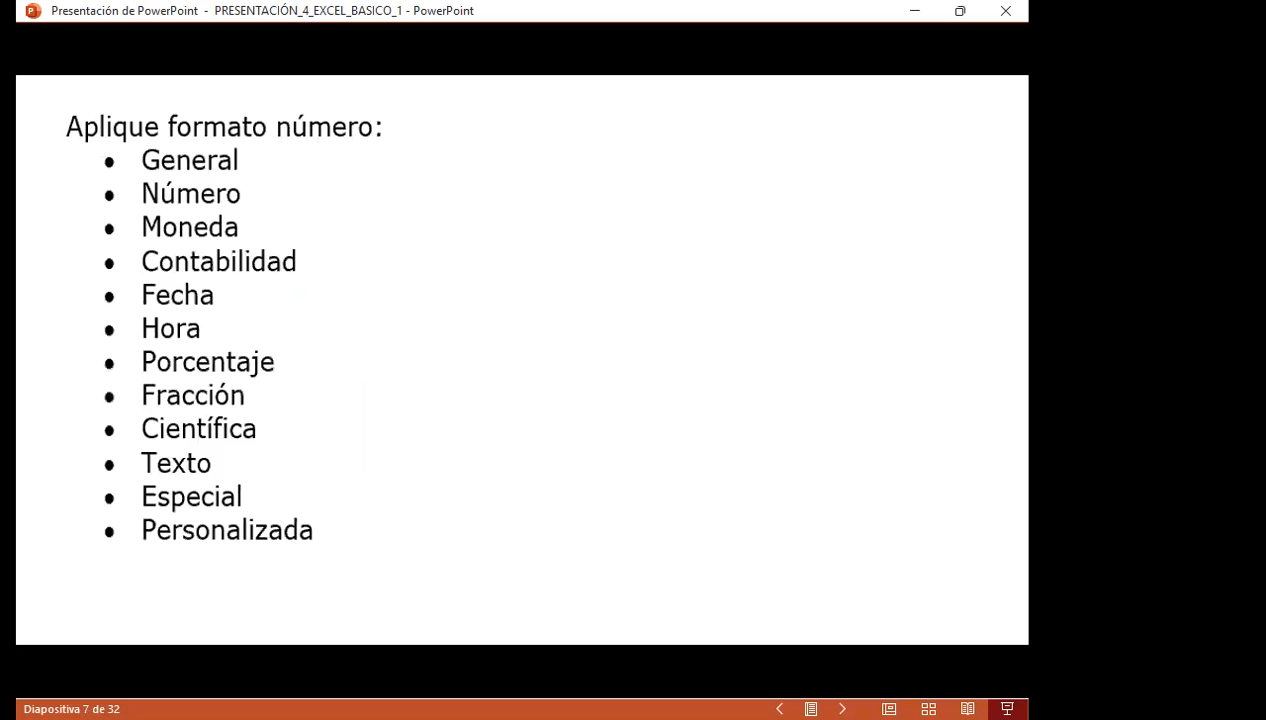 Presentación de PowerPoint - PRESENTACIÓN_4_EXCEL_BASICO_1 - PowerPoint
Aplique formato número:
• General
• Número
• Moneda
• Contabilidad
• Fecha
• Hora
• Porcentaje
• Fracción
• Científica
• Texto
• Especial
• Personalizada
Diapositiva 7 de 32